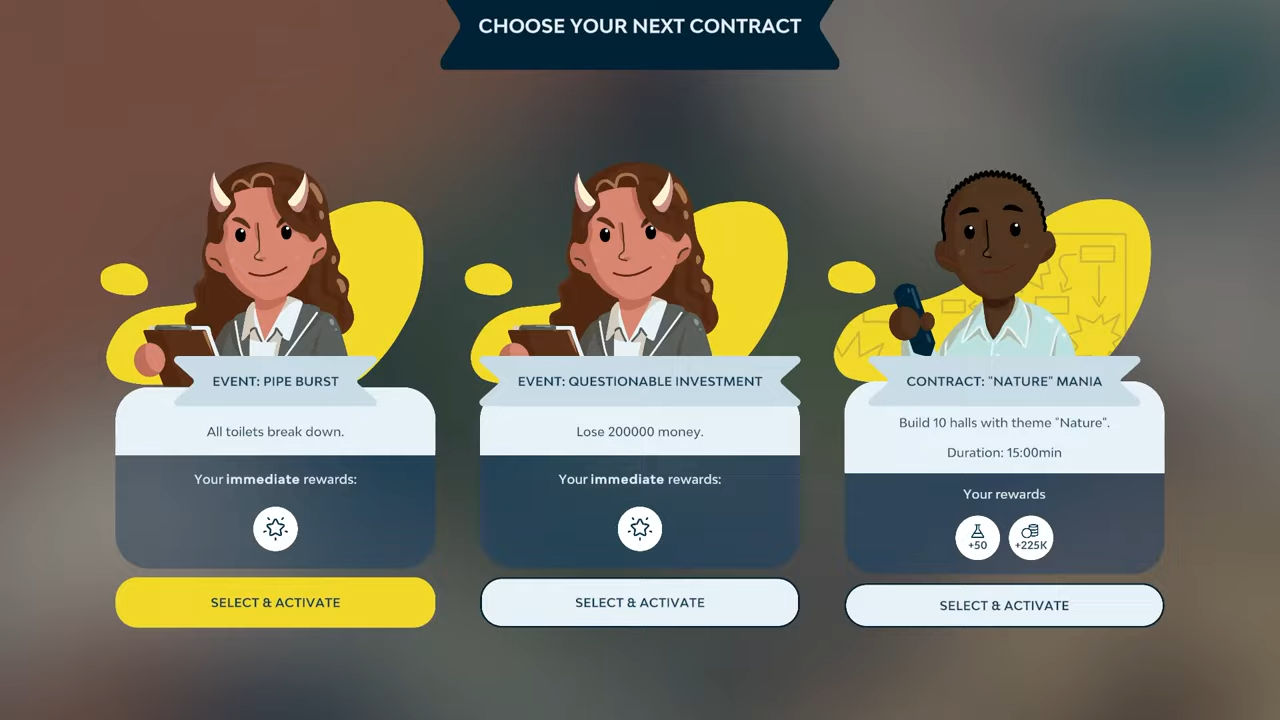 CHOOSE YOUR NEXT CONTRACT
EVENT: PIPE BURST
All toilets break down.
Your immediate rewards:
SELECT & ACTIVATE
EVENT: QUESTIONABLE INVESTMENT
Lose 200000 money.
Your immediate rewards:
SELECT & ACTIVATE
CONTRACT: "NATURE" MANIA
Build 10 halls with theme "Nature".
Duration: 15:00min
Your rewards
+50 +225K
SELECT & ACTIVATE